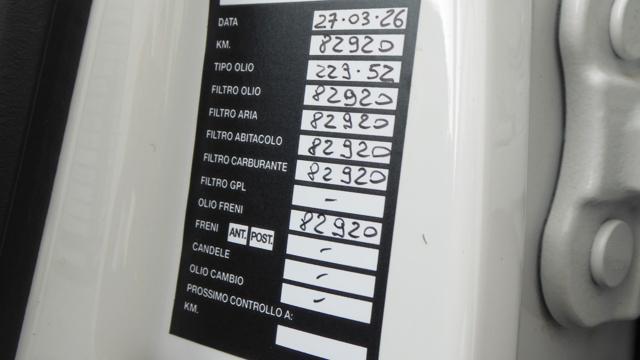 DATA 27·03·26
KM. 82920
TIPO OLIO 229·52
FILTRO OLIO 82920
FILTRO ARIA 82920
FILTRO ABITACOLO 82920
FILTRO CARBURANTE 82920
FILTRO GPL -
OLIO FRENI 82920
FRENI ANT. POST. -
CANDELE -
OLIO CAMBIO -
PROSSIMO CONTROLLO A:
KM.